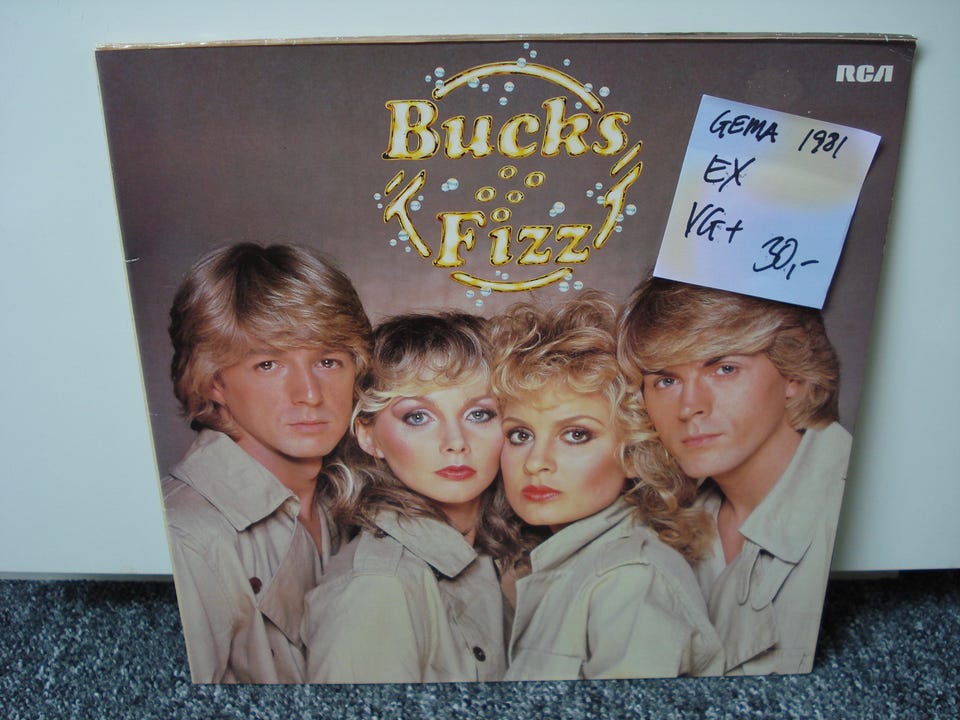 RCA
Bucks
Fizz
GEMA 1981
EX
VG+
30,-